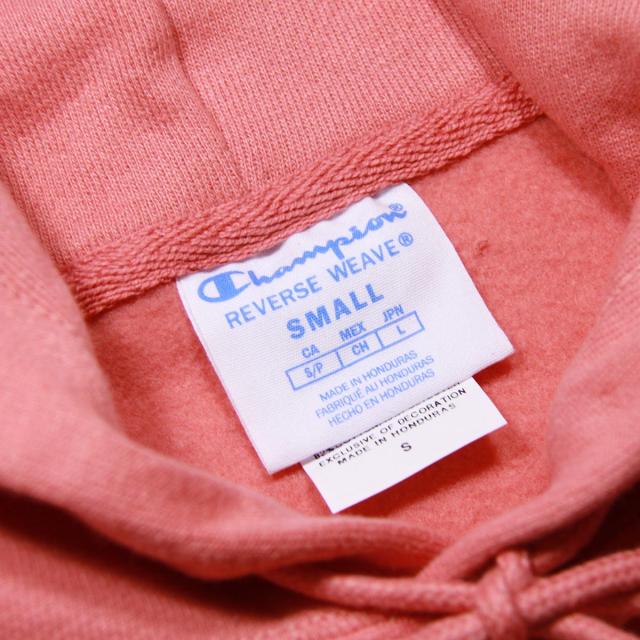 Champion®
REVERSE WEAVE®
SMALL
CA MEX JPN
S/P CH L
MADE IN HONDURAS
FABRIQUÉ AU HONDURAS
HECHO EN HONDURAS
EXCLUSIVE OF DECORATION
MADE IN HONDURAS
S